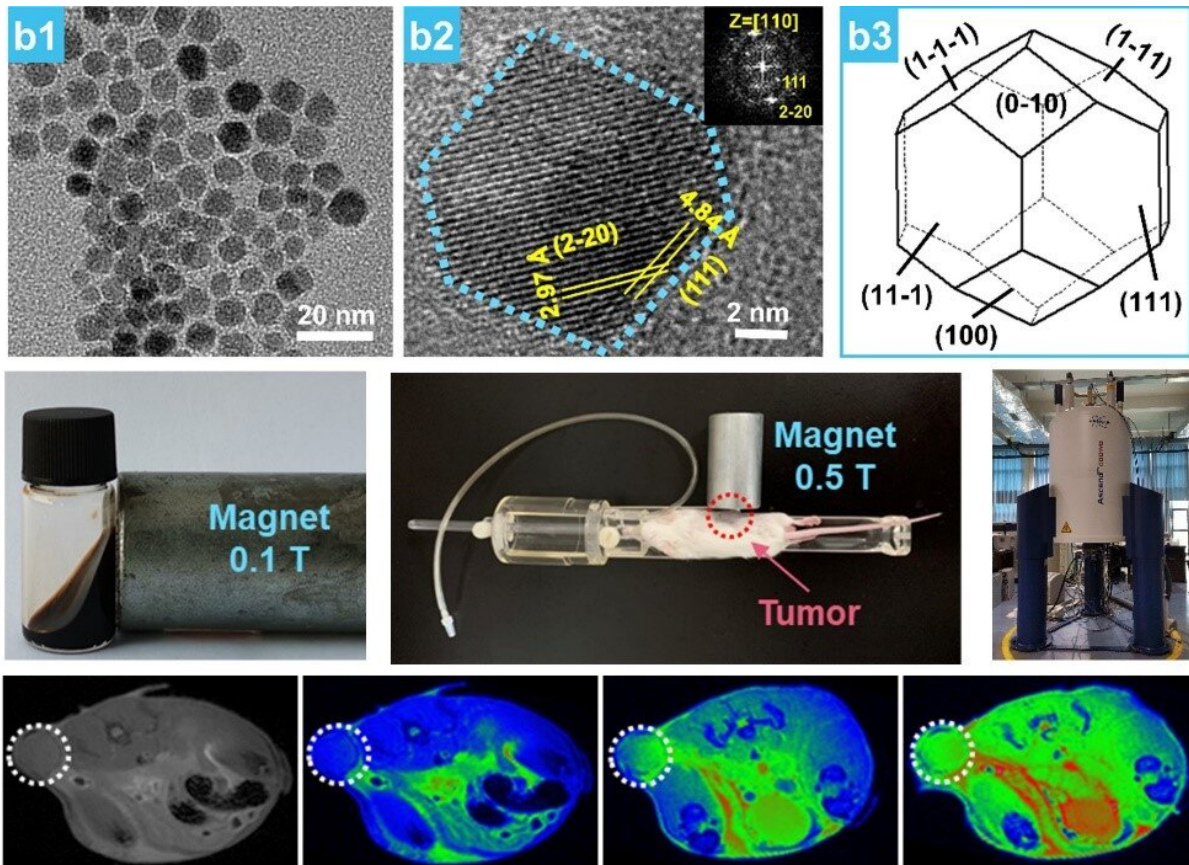 b1
20 nm
b2
Z=[110]
111
2-20
2.97 Å (2-20)
4.84 Å
(111)
2 nm
b3
(1-1-1)
(1-11)
(0-10)
(11-1)
(100)
(111)
Magnet
0.1 T
Magnet
0.5 T
Tumor
Ascend